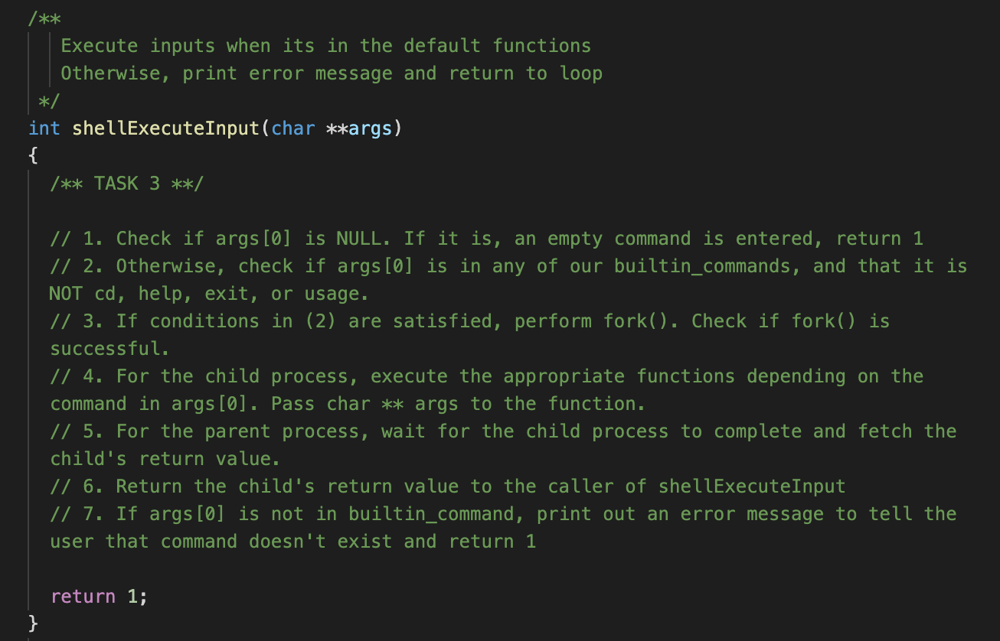 /**
Execute inputs when its in the default functions
Otherwise, print error message and return to loop
*/
int shellExecuteInput(char **args)
{
/** TASK 3 **/
// 1. Check if args[0] is NULL. If it is, an empty command is entered, return 1
// 2. Otherwise, check if args[0] is in any of our builtin_commands, and that it is
NOT cd, help, exit, or usage.
// 3. If conditions in (2) are satisfied, perform fork(). Check if fork() is
successful.
// 4. For the child process, execute the appropriate functions depending on the
command in args[0]. Pass char ** args to the function.
// 5. For the parent process, wait for the child process to complete and fetch the
child's return value.
// 6. Return the child's return value to the caller of shellExecuteInput
// 7. If args[0] is not in builtin_command, print out an error message to tell the
user that command doesn't exist and return 1
return 1;
}